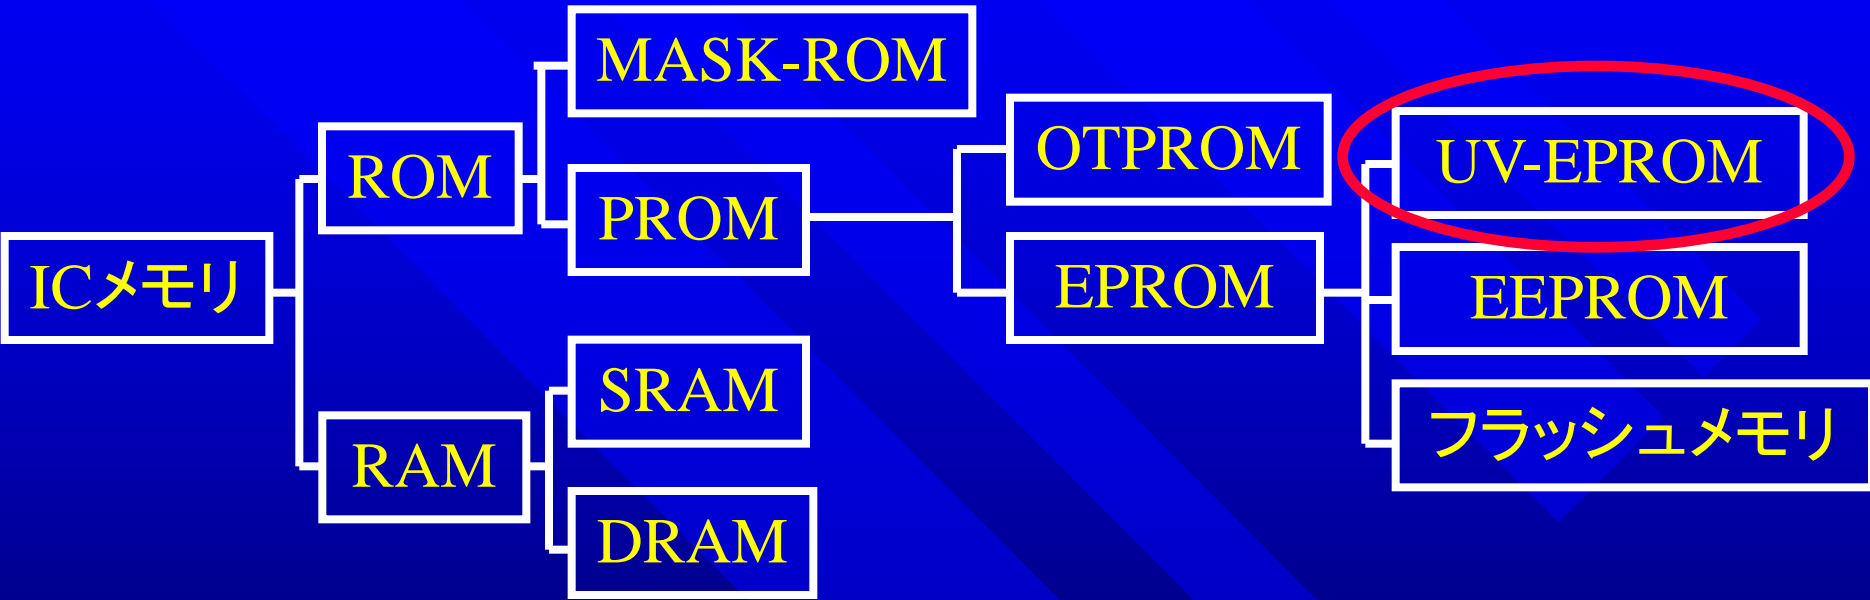 ICメモリ
ROM
MASK-ROM
PROM
OTPROM
EPROM
UV-EPROM
EEPROM
フラッシュメモリ
RAM
SRAM
DRAM